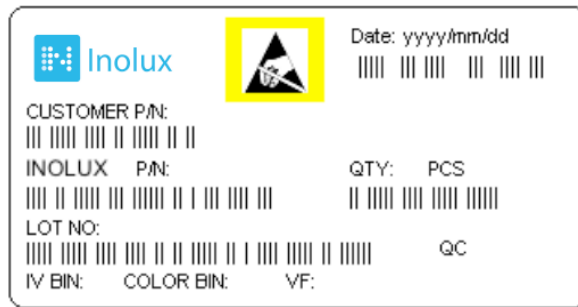 Inolux
Date: yyyy/mm/dd
CUSTOMER P/N:
INOLUX P/N:
QTY: PCS
LOT NO:
QC
IV BIN: COLOR BIN: VF: